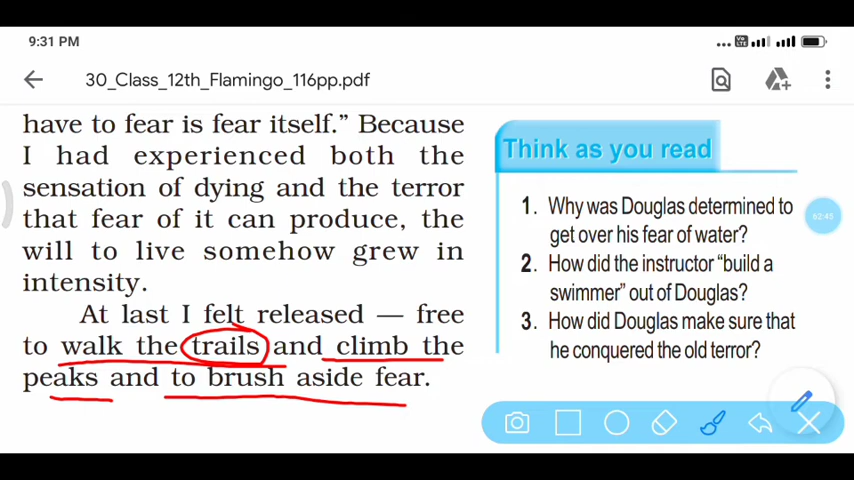 9:31 PM
30_Class_12th_Flamingo_116pp.pdf
have to fear is fear itself.” Because
I had experienced both the
sensation of dying and the terror
that fear of it can produce, the
will to live somehow grew in
intensity.
At last I felt released — free
to walk the trails and climb the
peaks and to brush aside fear.
Think as you read
1. Why was Douglas determined to
get over his fear of water?
2. How did the instructor “build a
swimmer” out of Douglas?
3. How did Douglas make sure that
he conquered the old terror?
02:45